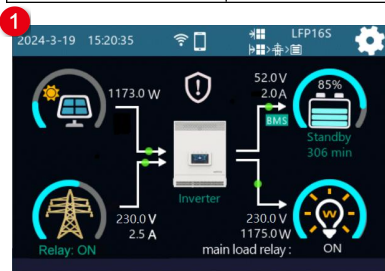 1
2024-3-19 15:20:35
LFP16S
>
>
>
1173.0 W
52.0 V
2.0 A
BMS
85%
Standby
306 min
Inverter
230.0 V
2.5 A
Relay: ON
230.0 V
1175.0 W
main load relay :
W
ON